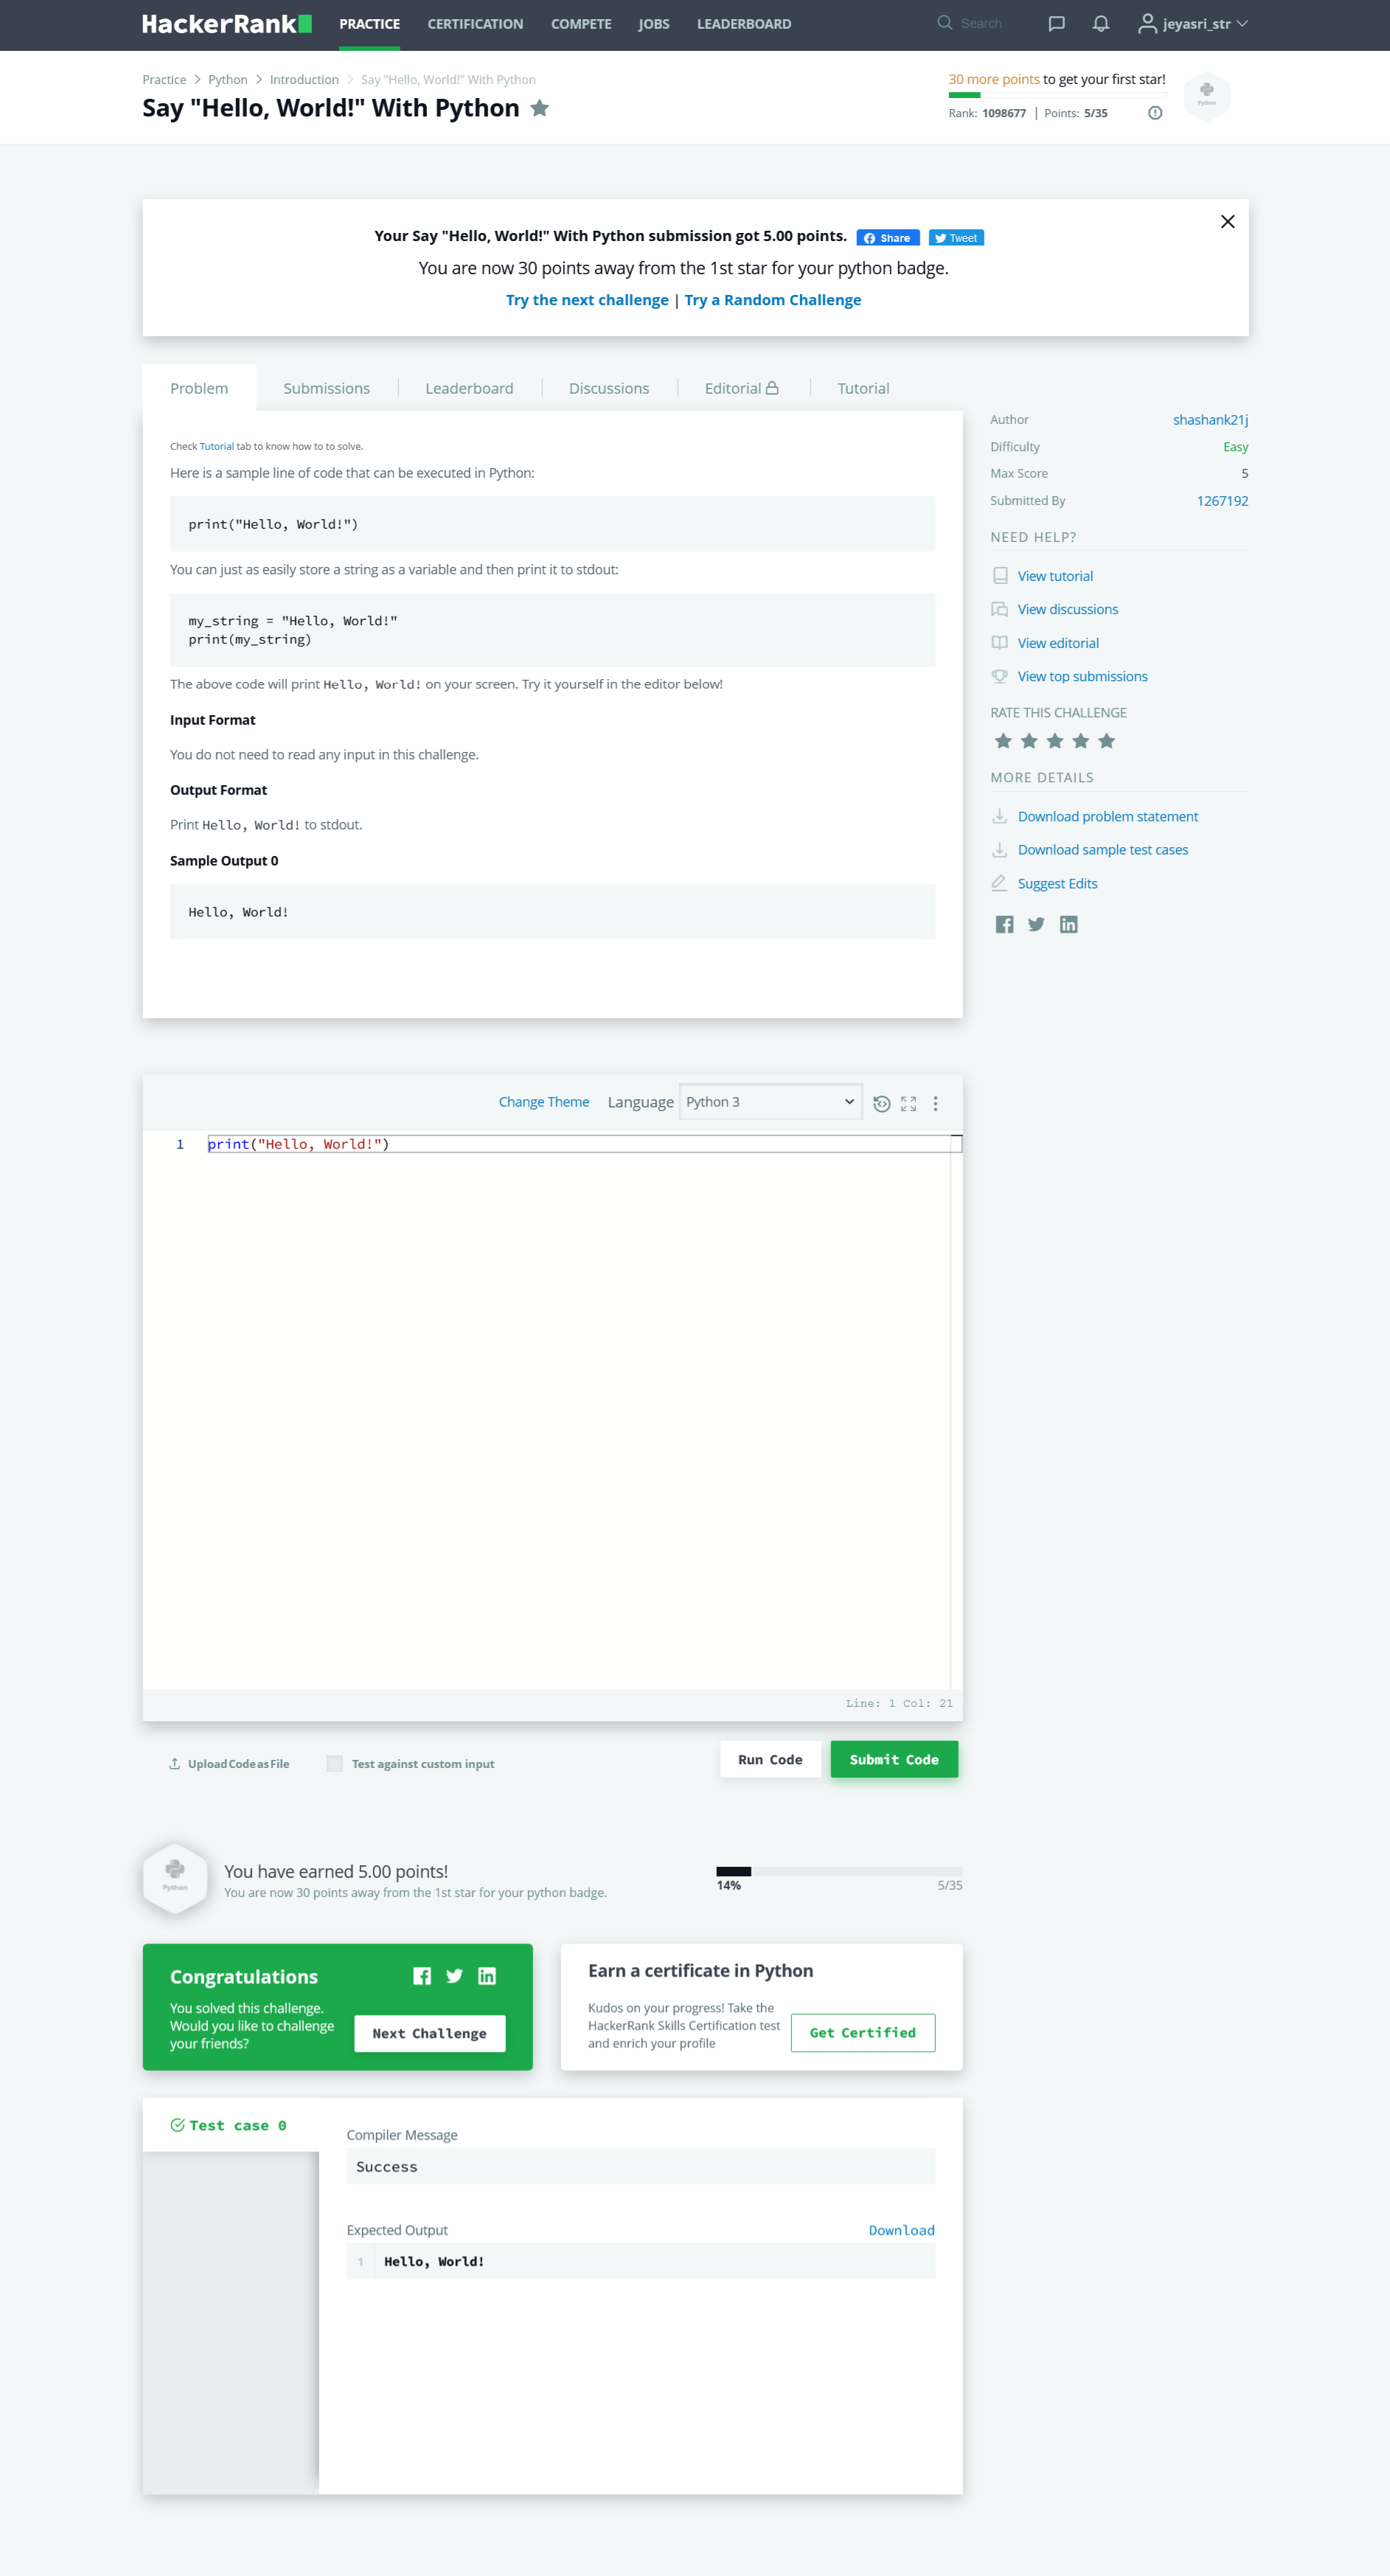 HackerRank PRACTICE CERTIFICATION COMPETE JOBS LEADERBOARD Search jeyasri_str
Practice > Python > Introduction > Say "Hello, World!" With Python
Say "Hello, World!" With Python
30 more points to get your first star!
Rank: 1098677 | Points: 5/35
Python
Your Say "Hello, World!" With Python submission got 5.00 points. Share Tweet
You are now 30 points away from the 1st star for your python badge.
Try the next challenge | Try a Random Challenge
Problem Submissions Leaderboard Discussions Editorial Tutorial
Check Tutorial tab to know how to to solve.
Here is a sample line of code that can be executed in Python:
print("Hello, World!")
You can just as easily store a string as a variable and then print it to stdout:
my_string = "Hello, World!"
print(my_string)
The above code will print Hello, World! on your screen. Try it yourself in the editor below!
Input Format
You do not need to read any input in this challenge.
Output Format
Print Hello, World! to stdout.
Sample Output 0
Hello, World!
Author shashank21j
Difficulty Easy
Max Score 5
Submitted By 1267192
NEED HELP?
View tutorial
View discussions
View editorial
View top submissions
RATE THIS CHALLENGE
MORE DETAILS
Download problem statement
Download sample test cases
Suggest Edits
Change Theme Language Python 3
1 print("Hello, World!")
Line: 1 Col: 21
Upload Code as File Test against custom input Run Code Submit Code
Python
You have earned 5.00 points!
You are now 30 points away from the 1st star for your python badge.
14% 5/35
Congratulations
You solved this challenge.
Would you like to challenge
your friends?
Next Challenge
Earn a certificate in Python
Kudos on your progress! Take the
HackerRank Skills Certification test
and enrich your profile
Get Certified
Test case 0
Compiler Message
Success
Expected Output Download
1 Hello, World!